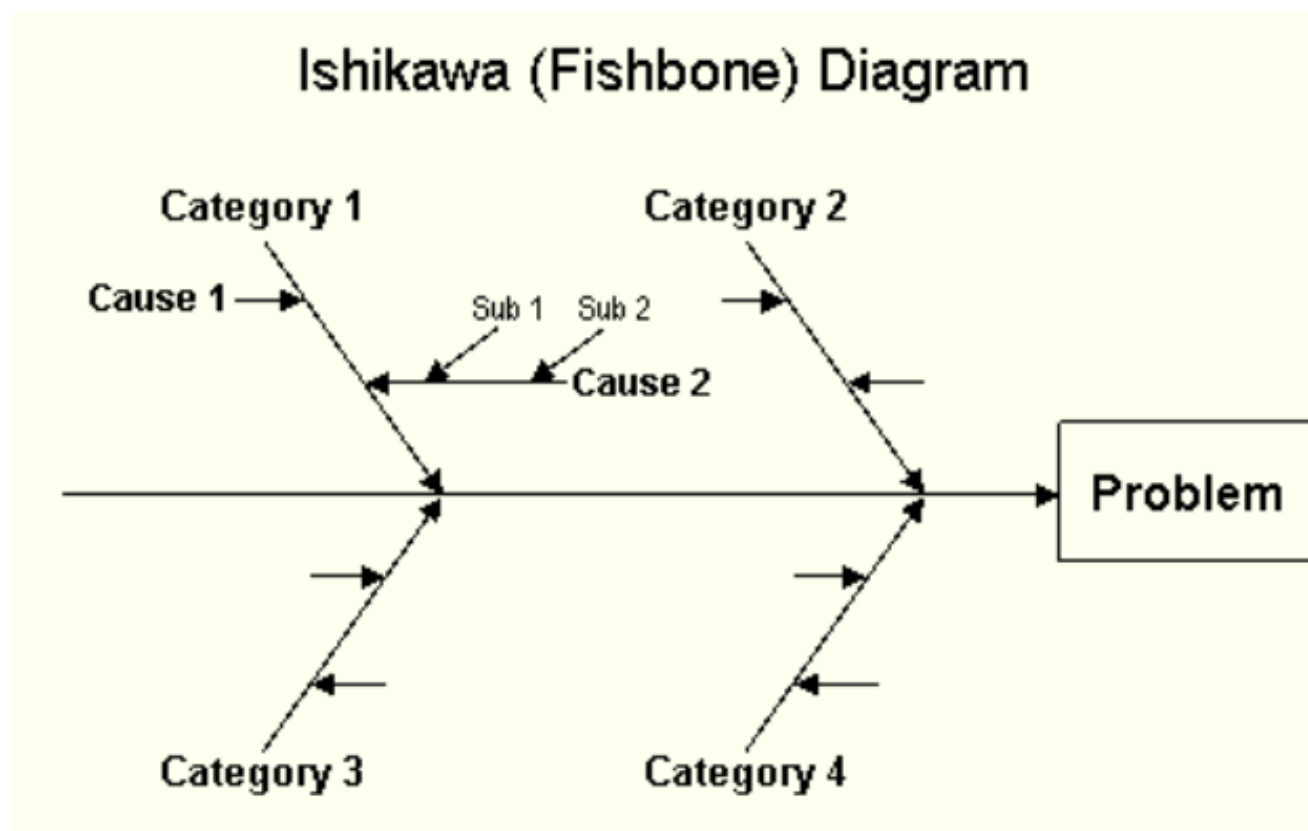 Ishikawa (Fishbone) Diagram
Category 1
Category 2
Cause 1
Sub 1
Sub 2
Cause 2
Problem
Category 3
Category 4